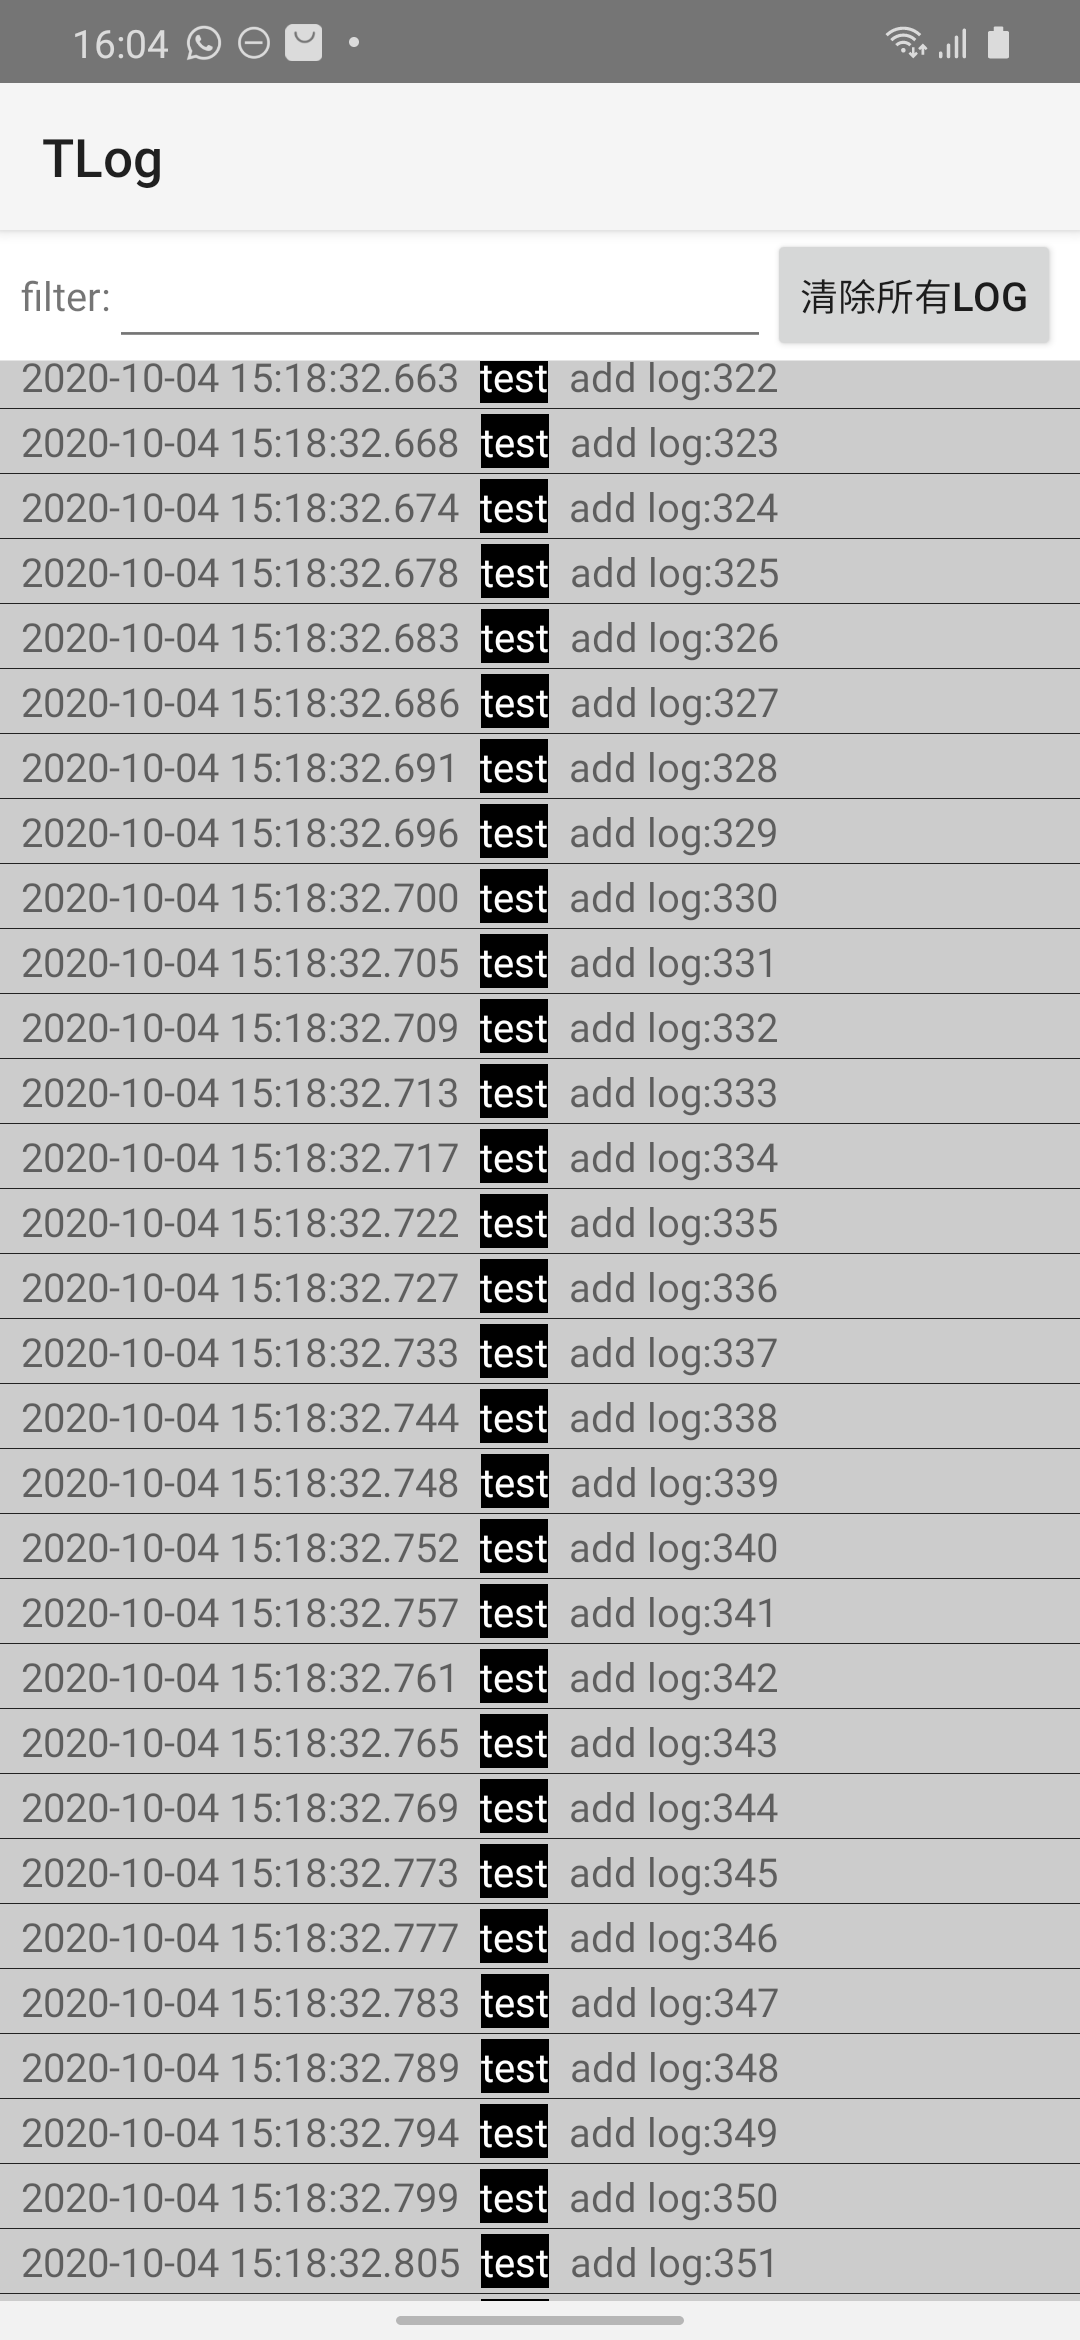 16:04
TLog
filter: 清除所有LOG
2020-10-04 15:18:32.663 test add log:322
2020-10-04 15:18:32.668 test add log:323
2020-10-04 15:18:32.674 test add log:324
2020-10-04 15:18:32.678 test add log:325
2020-10-04 15:18:32.683 test add log:326
2020-10-04 15:18:32.686 test add log:327
2020-10-04 15:18:32.691 test add log:328
2020-10-04 15:18:32.696 test add log:329
2020-10-04 15:18:32.700 test add log:330
2020-10-04 15:18:32.705 test add log:331
2020-10-04 15:18:32.709 test add log:332
2020-10-04 15:18:32.713 test add log:333
2020-10-04 15:18:32.717 test add log:334
2020-10-04 15:18:32.722 test add log:335
2020-10-04 15:18:32.727 test add log:336
2020-10-04 15:18:32.733 test add log:337
2020-10-04 15:18:32.744 test add log:338
2020-10-04 15:18:32.748 test add log:339
2020-10-04 15:18:32.752 test add log:340
2020-10-04 15:18:32.757 test add log:341
2020-10-04 15:18:32.761 test add log:342
2020-10-04 15:18:32.765 test add log:343
2020-10-04 15:18:32.769 test add log:344
2020-10-04 15:18:32.773 test add log:345
2020-10-04 15:18:32.777 test add log:346
2020-10-04 15:18:32.783 test add log:347
2020-10-04 15:18:32.789 test add log:348
2020-10-04 15:18:32.794 test add log:349
2020-10-04 15:18:32.799 test add log:350
2020-10-04 15:18:32.805 test add log:351